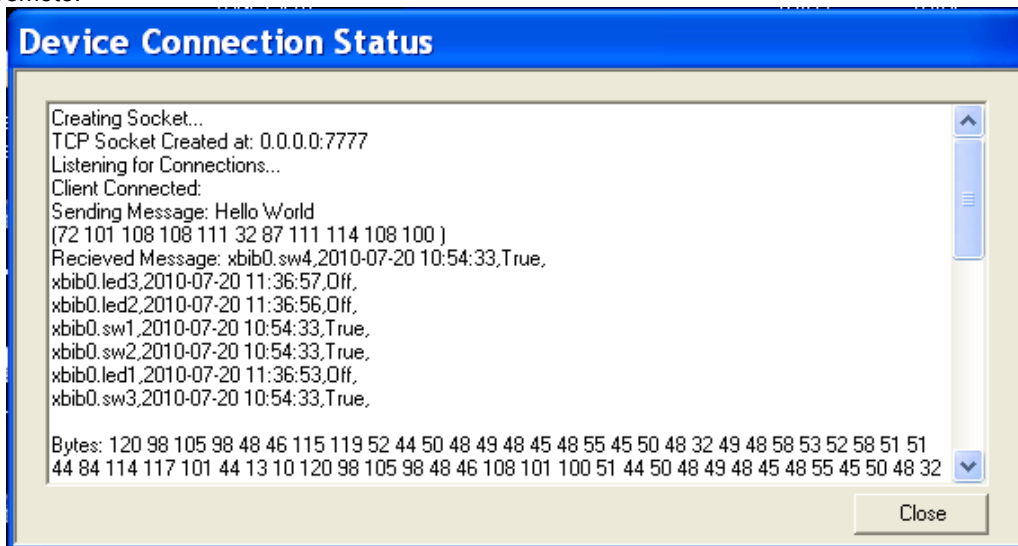 Device Connection Status
Creating Socket...
TCP Socket Created at: 0.0.0.0:7777
Listening for Connections...
Client Connected:
Sending Message: Hello World
(72 101 108 108 111 32 87 111 114 108 100 )
Recieved Message: xbib0.sw4,2010-07-20 10:54:33,True,
xbib0.led3,2010-07-20 11:36:57,Off,
xbib0.led2,2010-07-20 11:36:56,Off,
xbib0.sw1,2010-07-20 10:54:33,True,
xbib0.sw2,2010-07-20 10:54:33,True,
xbib0.led1,2010-07-20 11:36:53,Off,
xbib0.sw3,2010-07-20 10:54:33,True,
Bytes: 120 98 105 98 48 46 115 119 52 44 50 48 49 48 45 48 55 45 50 48 32 49 48 58 53 52 58 51 51
44 84 114 117 101 44 13 10 120 98 105 98 48 46 108 101 100 51 44 50 48 49 48 45 48 55 45 50 48 32
Close